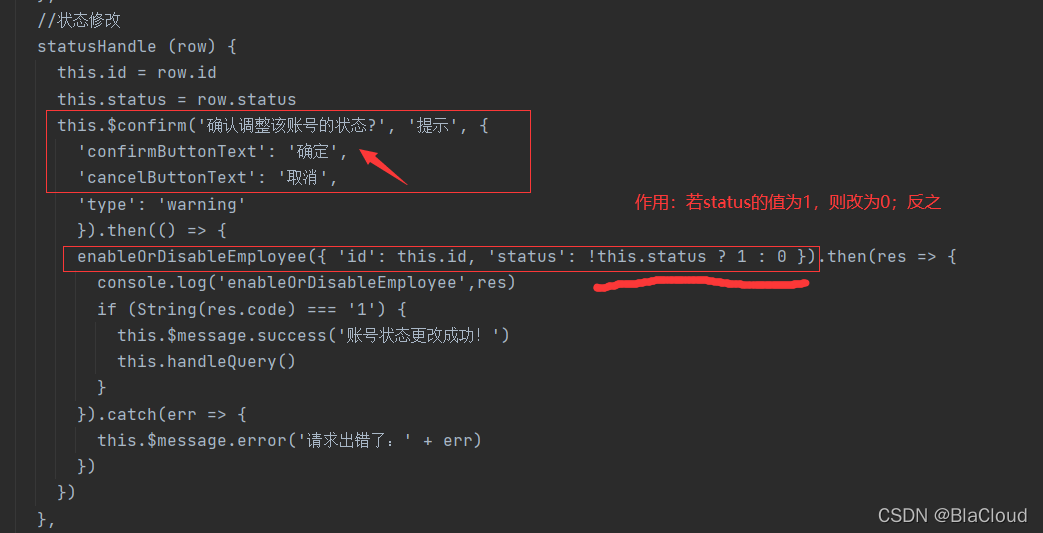 //状态修改
statusHandle (row) {
this.id = row.id
this.status = row.status
this.$confirm('确认调整该账号的状态?', '提示', {
'confirmButtonText': '确定',
'cancelButtonText': '取消',
'type': 'warning'
作用：若status的值为1，则改为0；反之
}).then(() => {
enableOrDisableEmployee({ 'id': this.id, 'status': !this.status ? 1 : 0 }).then(res => {
console.log('enableOrDisableEmployee',res)
if (String(res.code) === '1') {
this.$message.success('账号状态更改成功！')
this.handleQuery()
}
}).catch(err => {
this.$message.error('请求出错了：' + err)
})
})
},
CSDN @BlaCloud